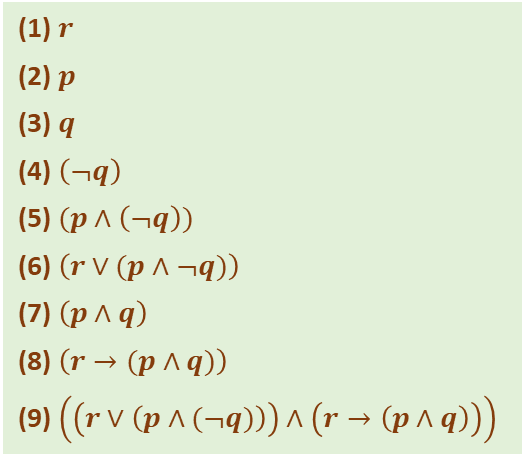 (1) r
(2) p
(3) q
(4) (¬q)
(5) (p ∧ (¬q))
(6) (r ∨ (p ∧ ¬q))
(7) (p ∧ q)
(8) (r → (p ∧ q))
(9) ((r ∨ (p ∧ (¬q))) ∧ (r → (p ∧ q)))